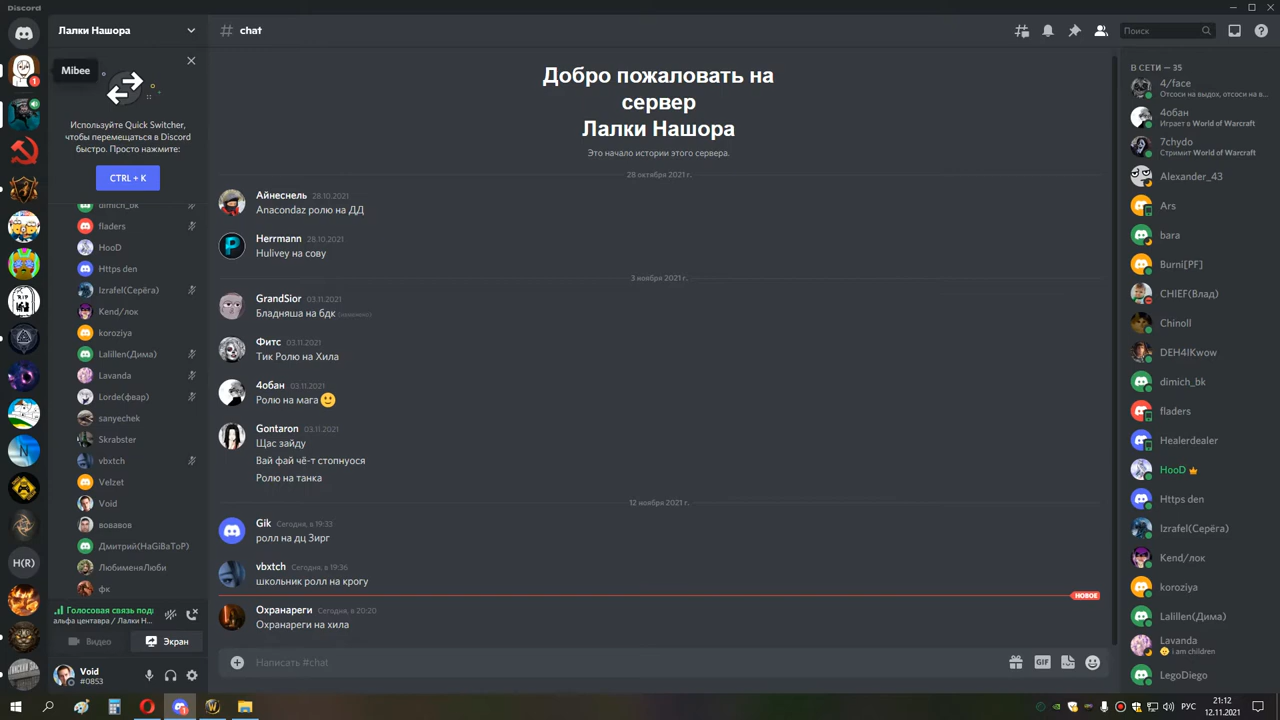 Discord
Лалки Нашора
Mibee
Используйте Quick Switcher,
чтобы перемещаться в Discord
быстро. Просто нажмите:
CTRL + K
dimich_bk
fladers
HooD
Https den
Izrafel(Серёга)
Kend/лок
koroziya
Lalillen(Дима)
Lavanda
Lorde(фвар)
sanyechek
Skrabster
vbxtch
Velzet
Void
вовавов
Дмитрий(HaGiBaToP)
ЛюбименяЛюби
фк
H(R)
Голосовая связь подк
альфа центавра / Лалки Н...
Видео
Экран
Void
#0853
chat
Поиск
Добро пожаловать на
сервер
Лалки Нашора
Это начало истории этого сервера.
28 октября 2021 г.
Айнеснель 28.10.2021
Anacondaz ролю на ДД
Herrmann 28.10.2021
Hulivey на сову
3 ноября 2021 г.
GrandSior 03.11.2021
Бладняша на бдк (изменено)
Фитс 03.11.2021
Тик Ролю на Хила
4обан 03.11.2021
Ролю на мага
Gontaron 03.11.2021
Щас зайду
Вай фай чё-т стопнуося
Ролю на танка
12 ноября 2021 г.
Gik Сегодня, в 19:33
ролл на дц Зирг
vbxtch Сегодня, в 19:36
школьник ролл на крогу
НОВОЕ
Охранареги Сегодня, в 20:20
Охранареги на хила
Написать #chat
GIF
В СЕТИ — 35
4/face
Отсоси на выдох, отсоси на в...
4обан
Играет в World of Warcraft
7chydo
Стримит World of Warcraft
Alexander_43
Ars
bara
Burni[PF]
CHIEF(Влад)
Chinoll
DEH4IKwow
dimich_bk
fladers
Healerdealer
HooD
Https den
Izrafel(Серёга)
Kend/лок
koroziya
Lalillen(Дима)
Lavanda
i am children
LegoDiego
РУС
21:12
12.11.2021